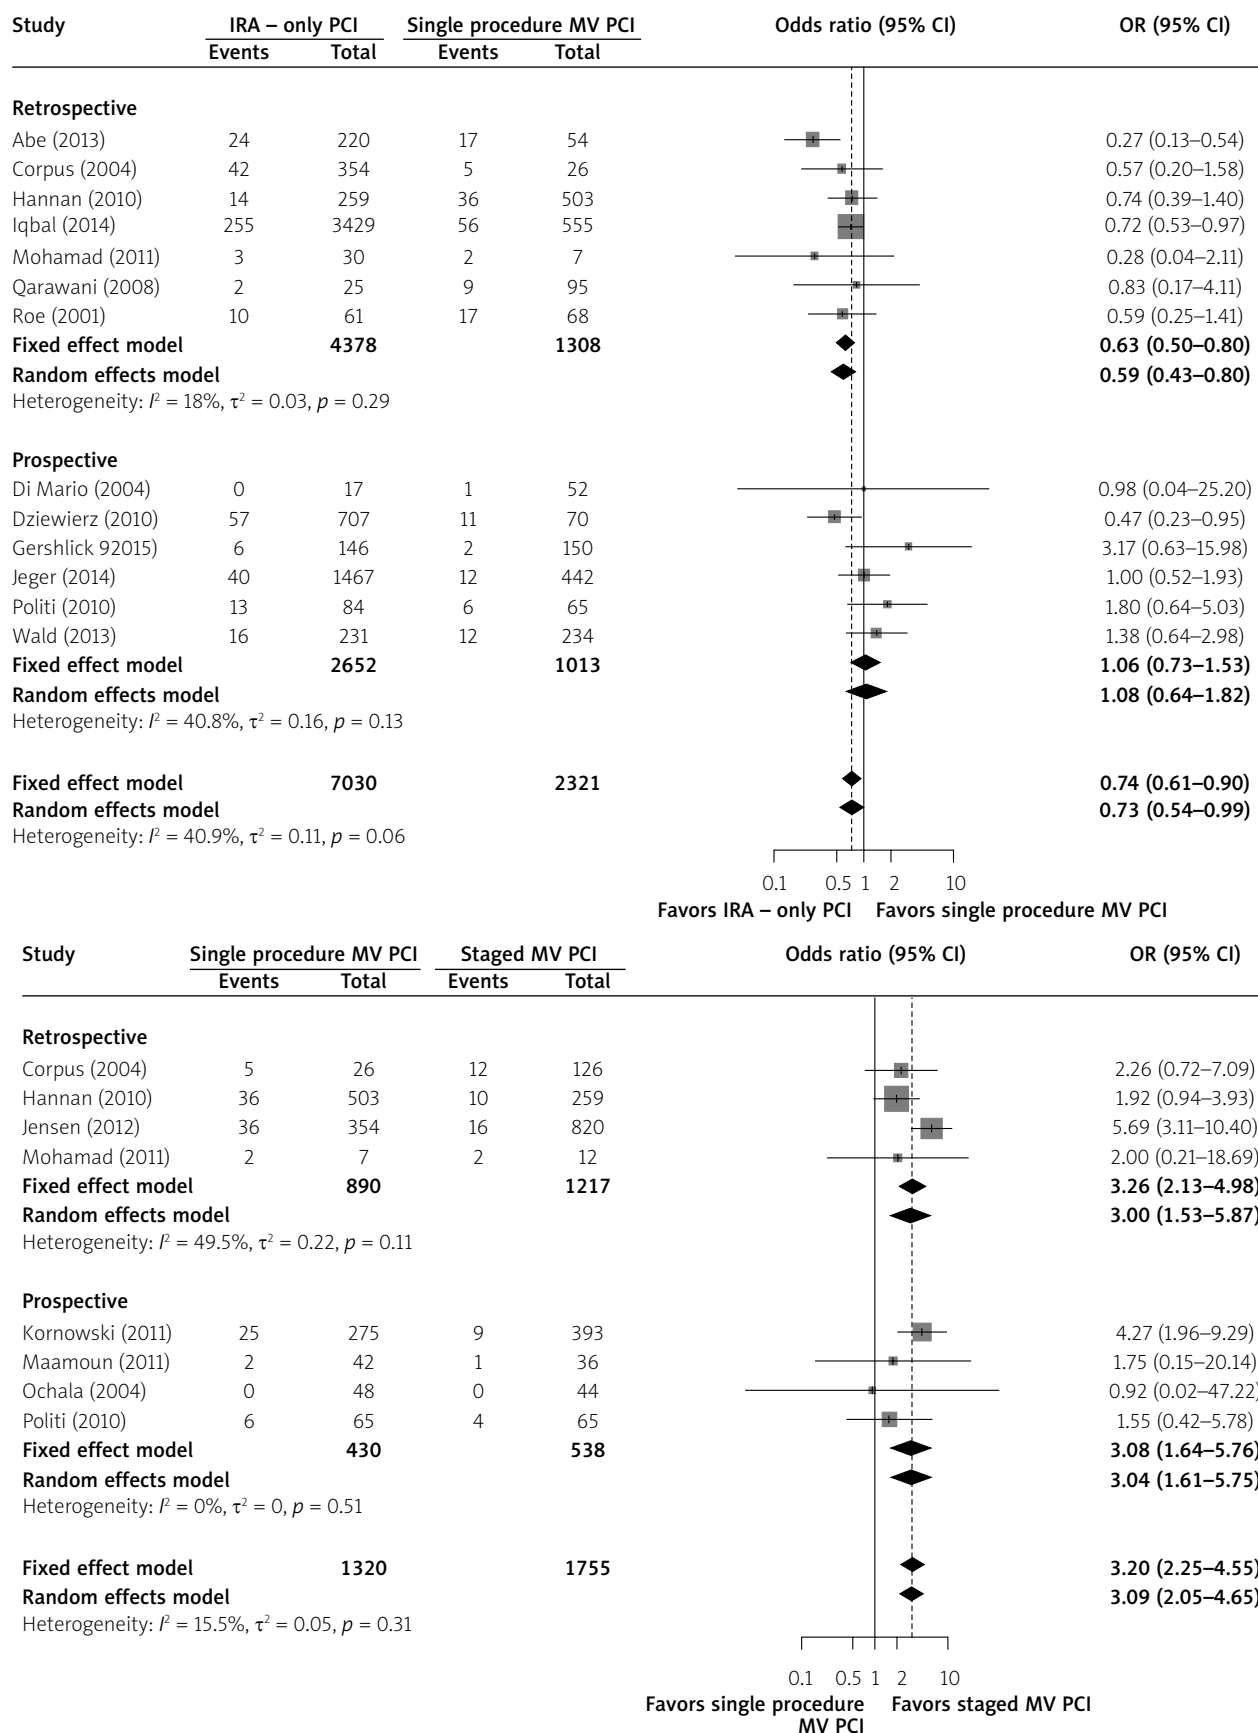 Study IRA – only PCI Single procedure MV PCI Odds ratio (95% CI) OR (95% CI)
Events Total Events Total
Retrospective
Abe (2013) 24 220 17 54 0.27 (0.13–0.54)
Corpus (2004) 42 354 5 26 0.57 (0.20–1.58)
Hannan (2010) 14 259 36 503 0.74 (0.39–1.40)
Iqbal (2014) 255 3429 56 555 0.72 (0.53–0.97)
Mohamad (2011) 3 30 2 7 0.28 (0.04–2.11)
Qarawani (2008) 2 25 9 95 0.83 (0.17–4.11)
Roe (2001) 10 61 17 68 0.59 (0.25–1.41)
Fixed effect model 4378 1308 0.63 (0.50–0.80)
Random effects model 0.59 (0.43–0.80)
Heterogeneity: I² = 18%, τ² = 0.03, p = 0.29
Prospective
Di Mario (2004) 0 17 1 52 0.98 (0.04–25.20)
Dziewierz (2010) 57 707 11 70 0.47 (0.23–0.95)
Gershlick 92015) 6 146 2 150 3.17 (0.63–15.98)
Jeger (2014) 40 1467 12 442 1.00 (0.52–1.93)
Politi (2010) 13 84 6 65 1.80 (0.64–5.03)
Wald (2013) 16 231 12 234 1.38 (0.64–2.98)
Fixed effect model 2652 1013 1.06 (0.73–1.53)
Random effects model 1.08 (0.64–1.82)
Heterogeneity: I² = 40.8%, τ² = 0.16, p = 0.13
Fixed effect model 7030 2321 0.74 (0.61–0.90)
Random effects model 0.73 (0.54–0.99)
Heterogeneity: I² = 40.9%, τ² = 0.11, p = 0.06
0.1 0.5 1 2 10
Favors IRA – only PCI Favors single procedure MV PCI
Study Single procedure MV PCI Staged MV PCI Odds ratio (95% CI) OR (95% CI)
Events Total Events Total
Retrospective
Corpus (2004) 5 26 12 126 2.26 (0.72–7.09)
Hannan (2010) 36 503 10 259 1.92 (0.94–3.93)
Jensen (2012) 36 354 16 820 5.69 (3.11–10.40)
Mohamad (2011) 2 7 2 12 2.00 (0.21–18.69)
Fixed effect model 890 1217 3.26 (2.13–4.98)
Random effects model 3.00 (1.53–5.87)
Heterogeneity: I² = 49.5%, τ² = 0.22, p = 0.11
Prospective
Kornowski (2011) 25 275 9 393 4.27 (1.96–9.29)
Maamoun (2011) 2 42 1 36 1.75 (0.15–20.14)
Ochala (2004) 0 48 0 44 0.92 (0.02–47.22)
Politi (2010) 6 65 4 65 1.55 (0.42–5.78)
Fixed effect model 430 538 3.08 (1.64–5.76)
Random effects model 3.04 (1.61–5.75)
Heterogeneity: I² = 0%, τ² = 0, p = 0.51
Fixed effect model 1320 1755 3.20 (2.25–4.55)
Random effects model 3.09 (2.05–4.65)
Heterogeneity: I² = 15.5%, τ² = 0.05, p = 0.31
0.1 0.5 1 2 10
Favors single procedure Favors staged MV PCI
MV PCI